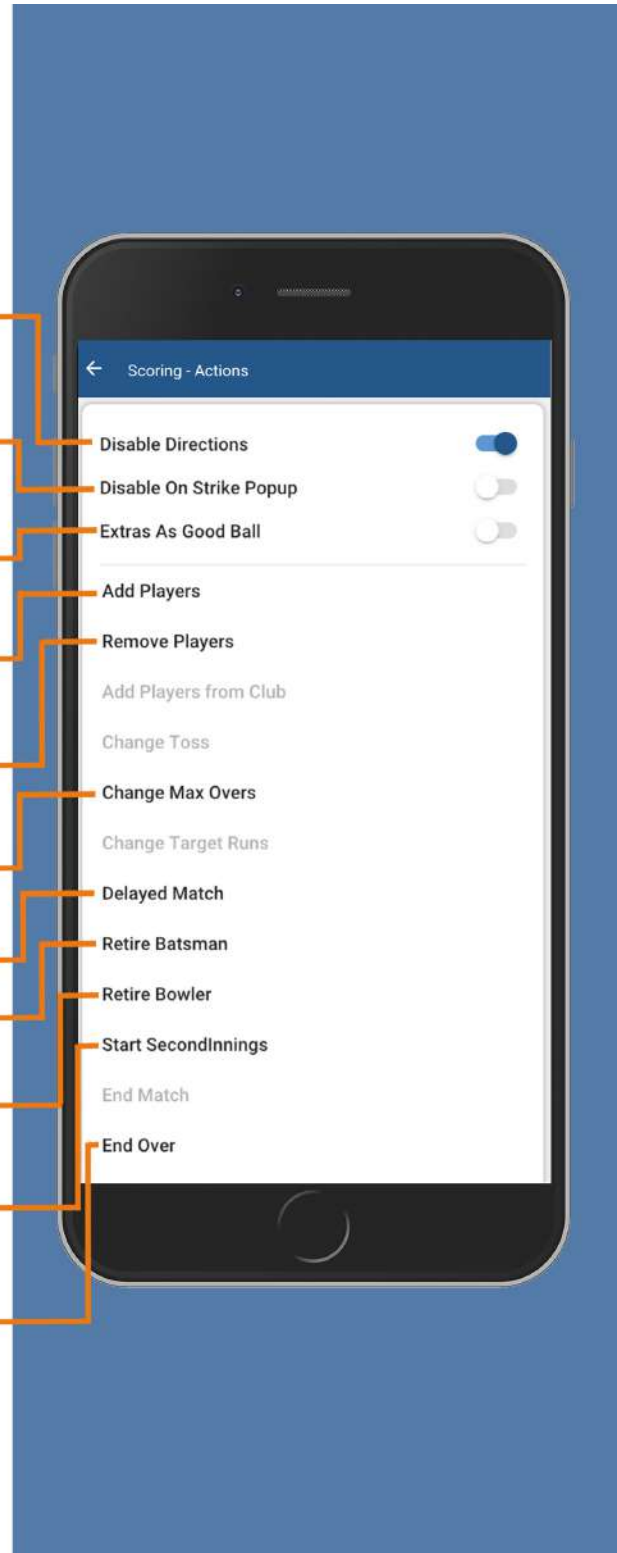 Scoring - Actions
Disable Directions
Disable On Strike Popup
Extras As Good Ball
Add Players
Remove Players
Add Players from Club
Change Toss
Change Max Overs
Change Target Runs
Delayed Match
Retire Batsman
Retire Bowler
Start SecondInnings
End Match
End Over